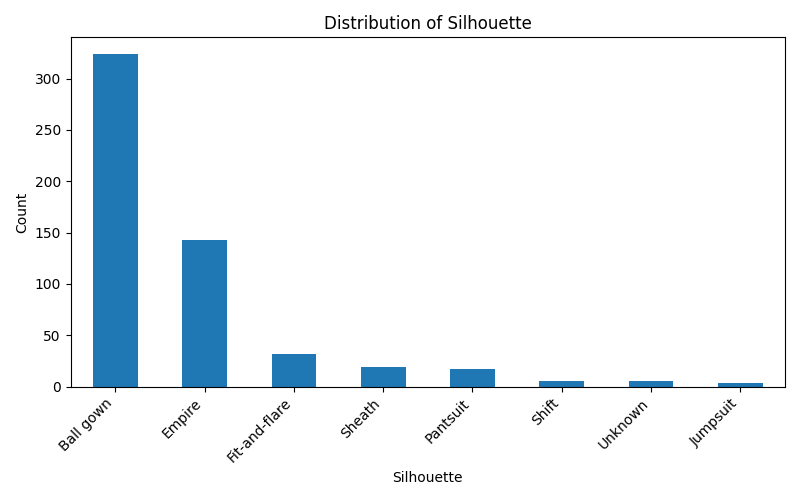 Distribution of Silhouette
Count
300
250
200
150
100
50
0
Ball gown
Empire
Fit-and-flare
Sheath
Pantsuit
Shift
Unknown
Jumpsuit
Silhouette